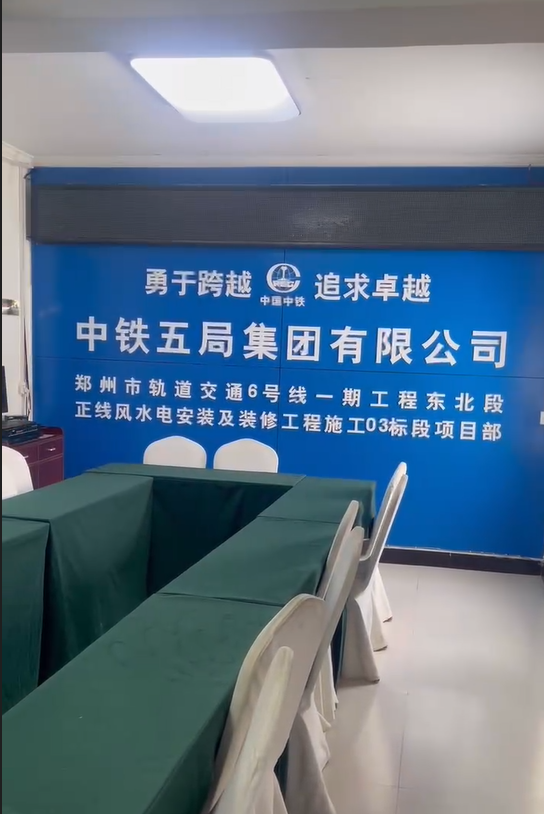 勇于跨越 中国中铁 追求卓越
中铁五局集团有限公司
郑州市轨道交通6号线一期工程东北段
正线风水电安装及装修工程施工03标段项目部